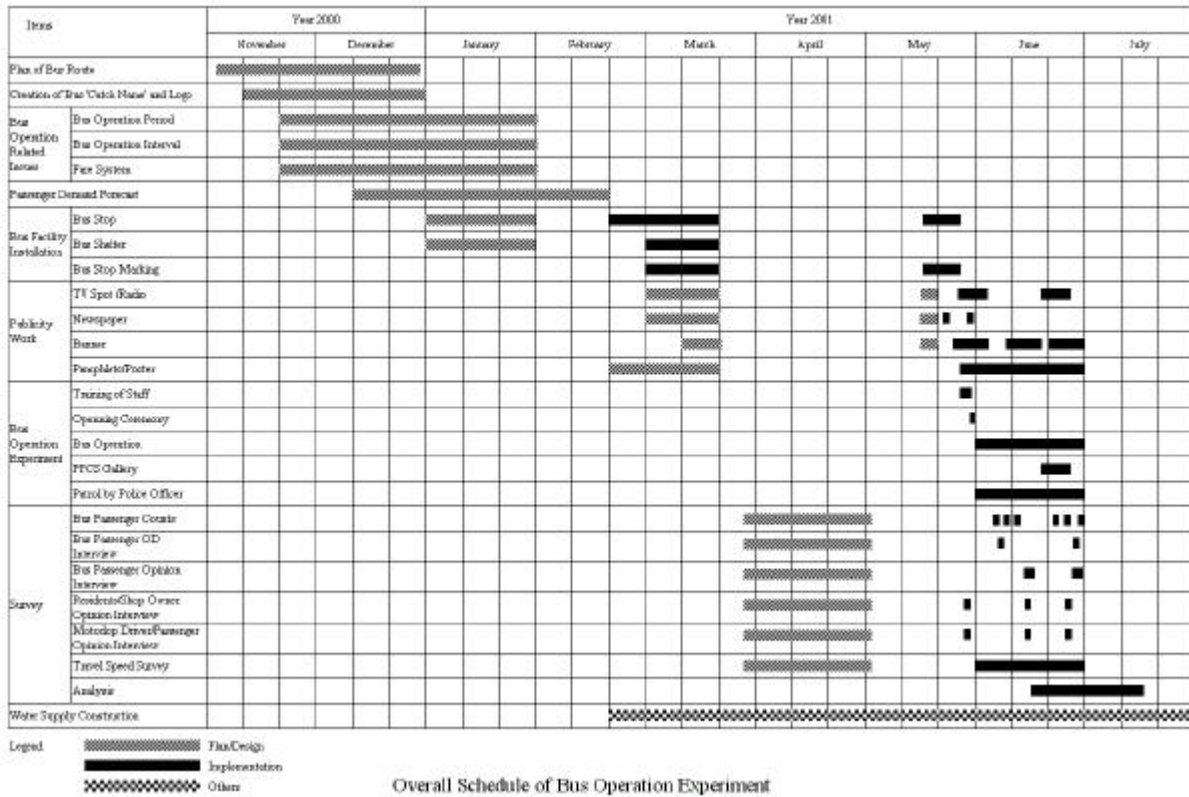 Items
Year 2000
Year 2001
November
December
January
February
March
April
May
June
July
Plan of Bus Route
Creation of Bus 'Catch Name' and Logo
Bus
Operation
Related
Issues
Bus Operation Period
Bus Operation Interval
Fare System
Passenger Demand Forecast
Bus Facility
Installation
Bus Stop
Bus Shelter
Bus Stop Marking
Publicity
Work
TV Spot /Radio
Newspaper
Banner
Pamphlets/Poster
Bus
Operation
Experiment
Training of Staff
Openning Ceremony
Bus Operation
PPCS Gallery
Patrol by Police Officer
Survey
Bus Passenger Counts
Bus Passenger OD
Interview
Bus Passenger Opinion
Interview
Residents/Shop Owner
Opinion Interview
Motodop Driver/Passenger
Opinion Interview
Travel Speed Survey
Analysis
Water Supply Construction
Legend
Plan/Design
Implementation
Others
Overall Schedule of Bus Operation Experiment